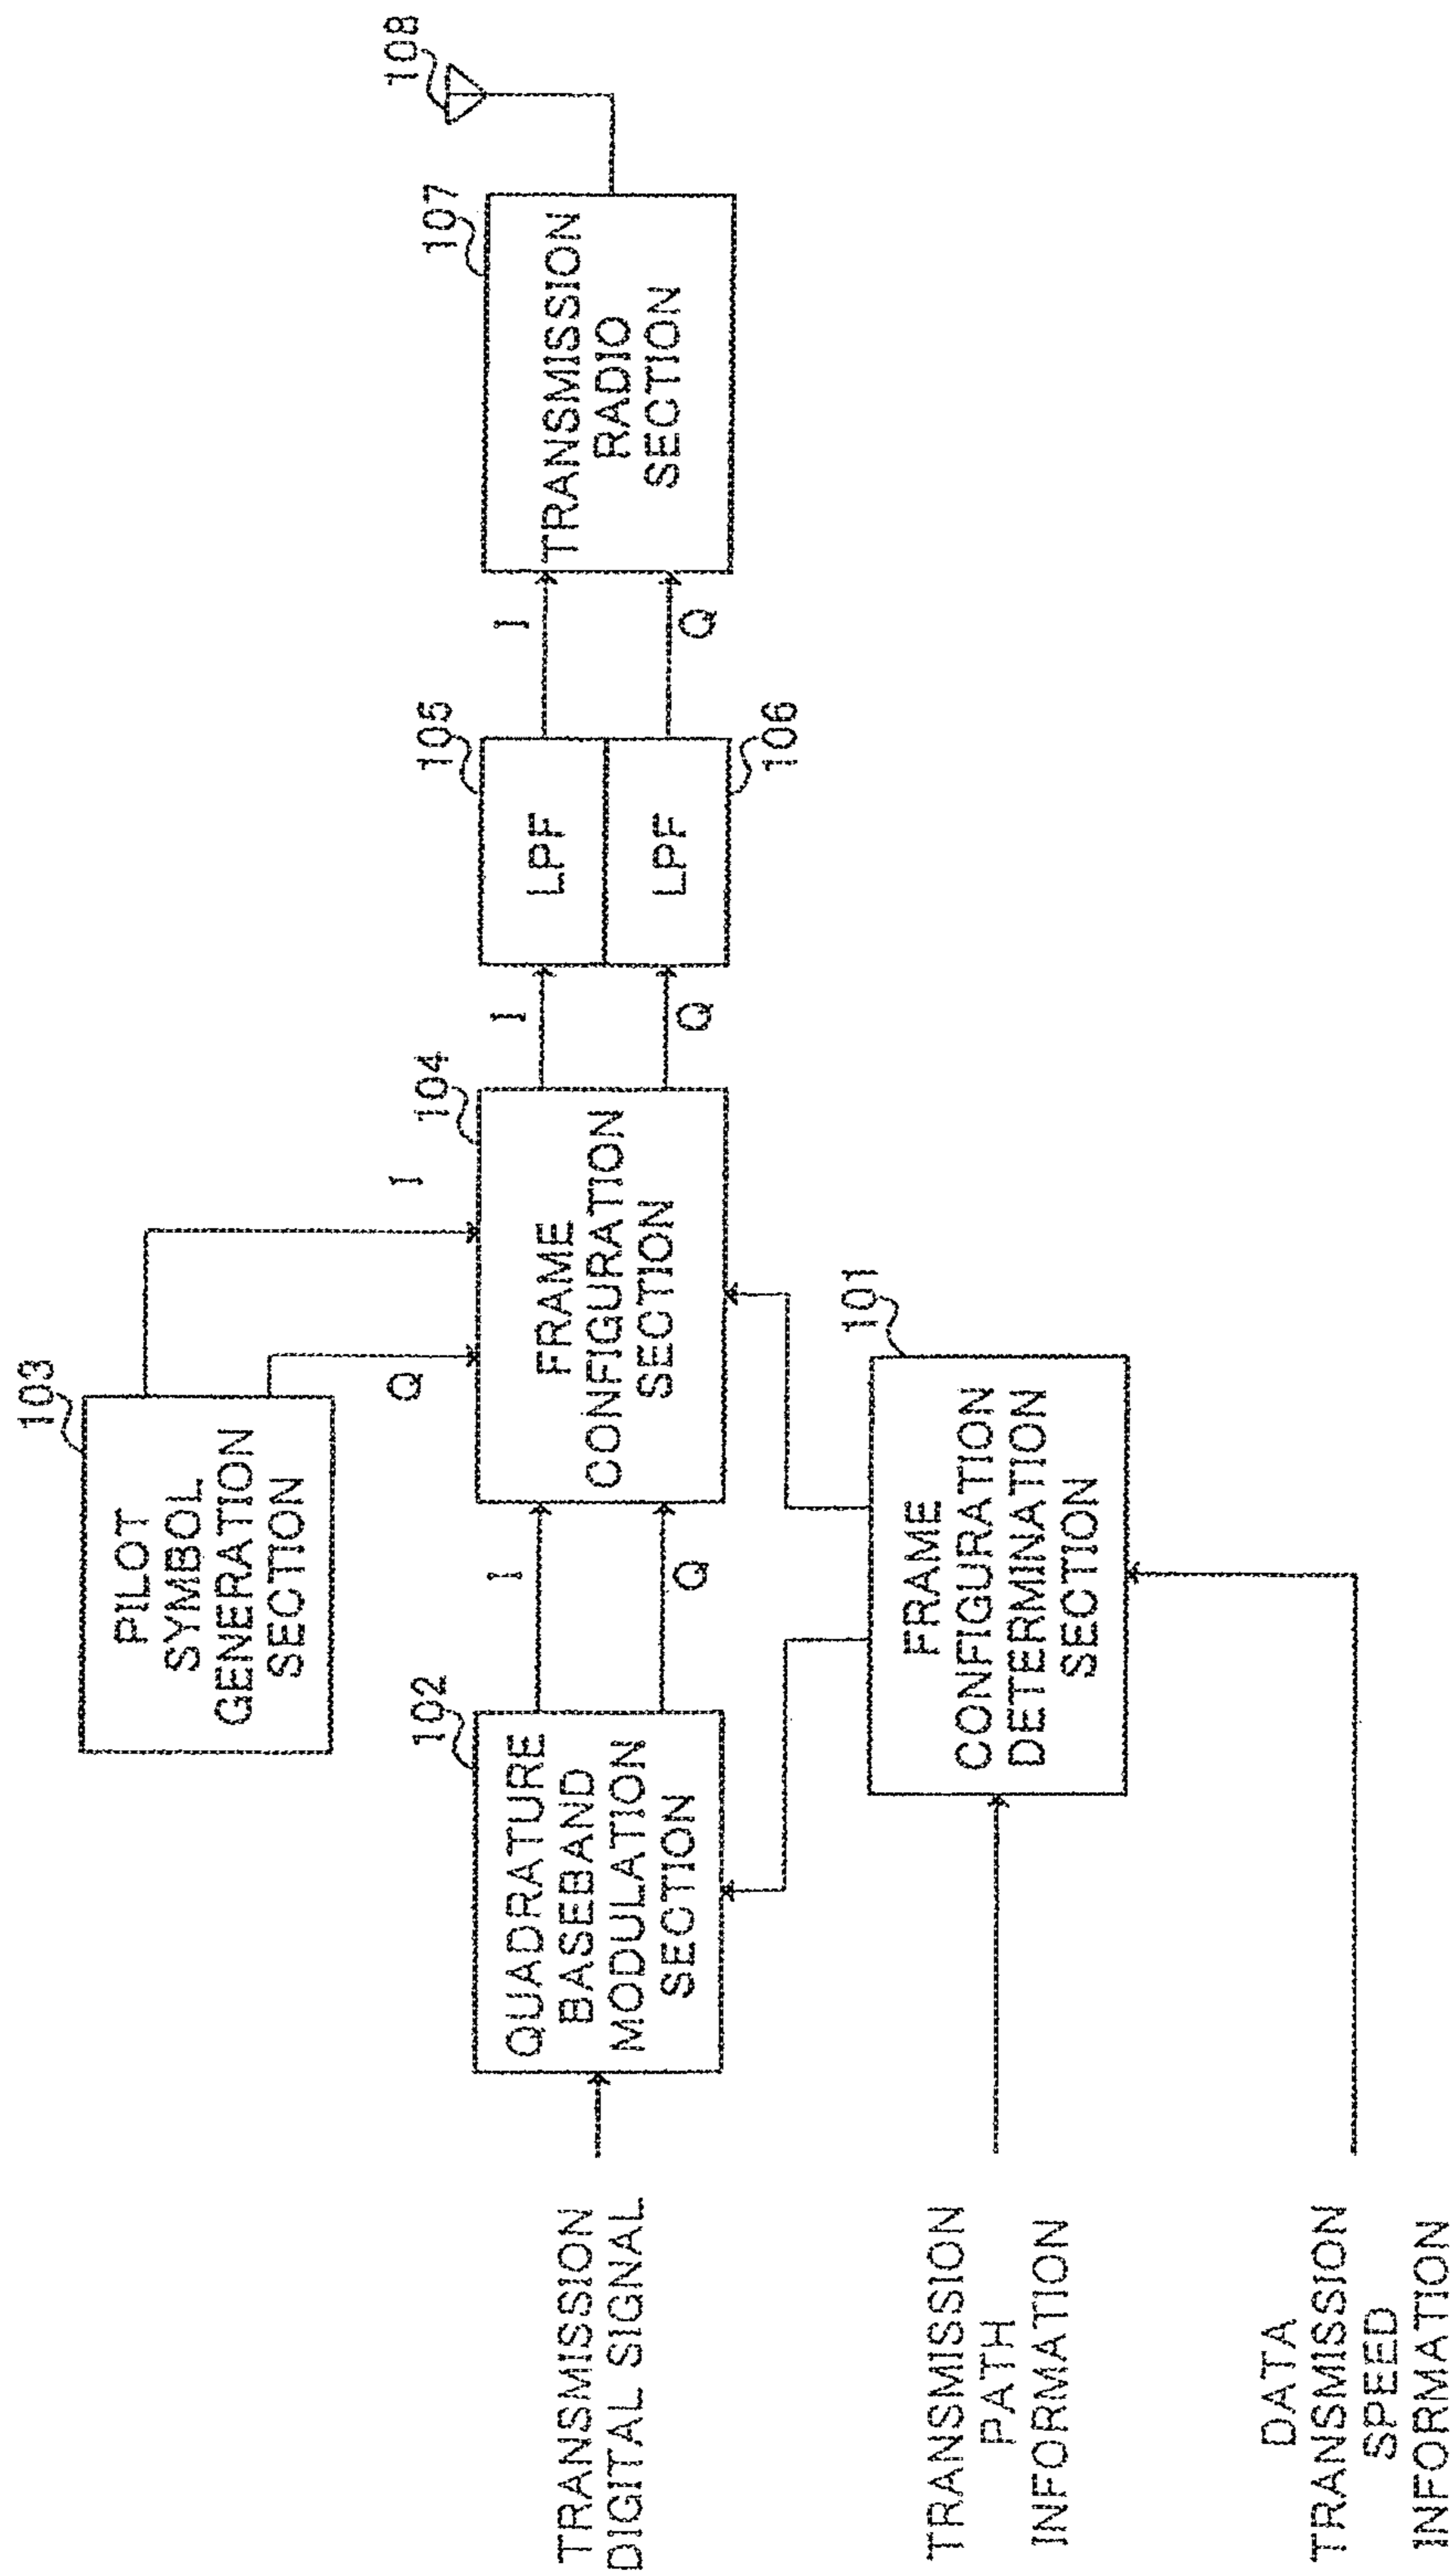 103
PILOT
SYMBOL
GENERATION
SECTION
Q
I
TRANSMISSION
DIGITAL SIGNAL
102
QUADRATURE
BASEBAND
MODULATION
SECTION
I
Q
104
FRAME
CONFIGURATION
SECTION
I
Q
105
LPF
LPF
106
I
Q
107
TRANSMISSION
RADIO
SECTION
108
TRANSMISSION
PATH
INFORMATION
101
FRAME
CONFIGURATION
DETERMINATION
SECTION
DATA
TRANSMISSION
SPEED
INFORMATION